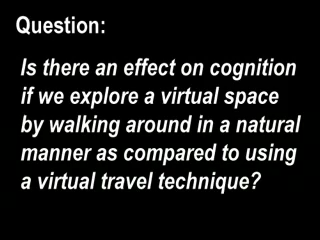 Question:
Is there an effect on cognition
if we explore a virtual space
by walking around in a natural
manner as compared to using
a virtual travel technique?